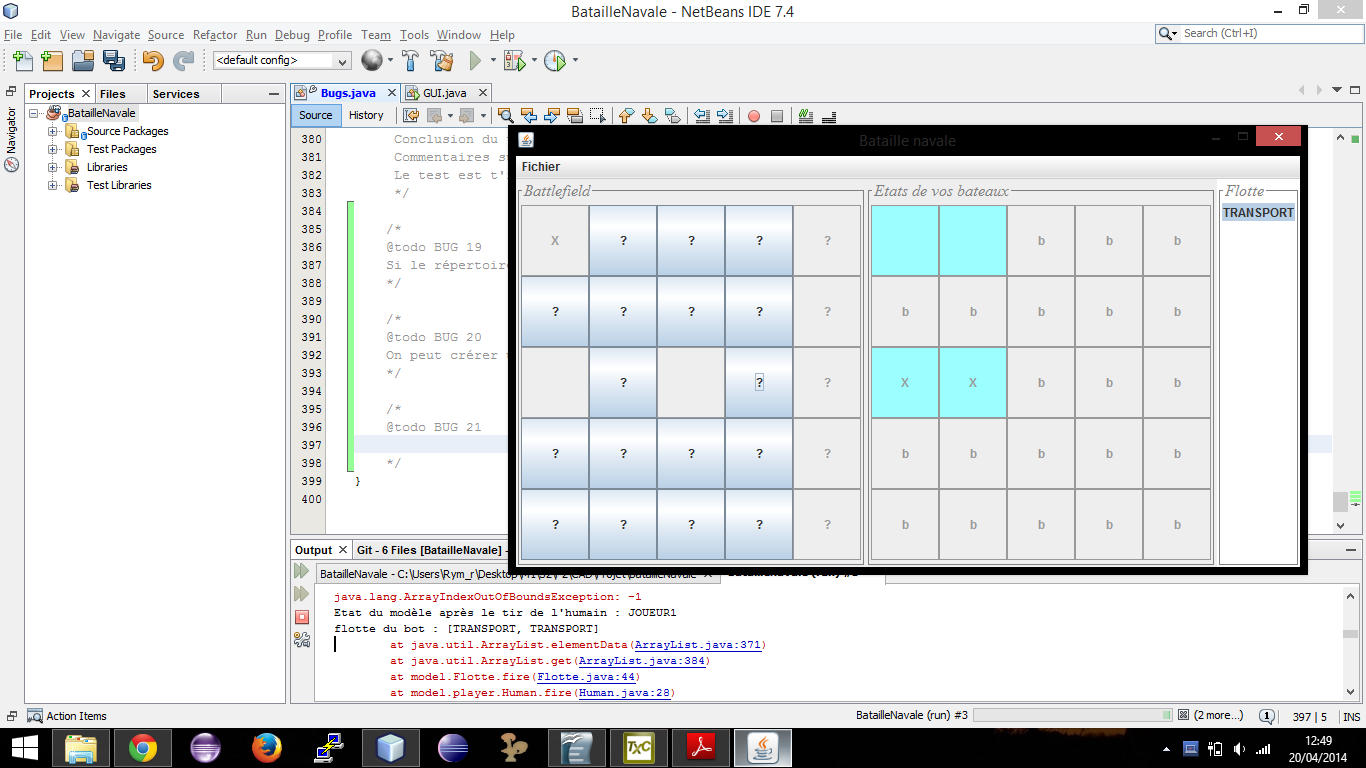 BatailleNavale - NetBeans IDE 7.4
File Edit View Navigate Source Refactor Run Debug Profile Team Tools Window Help
Search (Ctrl+I)
<default config>
Projects Files Services
Navigator
BatailleNavale
Source Packages
Test Packages
Libraries
Test Libraries
Bugs.java GUI.java
Source History
380 Conclusion du
381 Commentaires
382 Le test est t'
383 */
384
385 /*
386 @todo BUG 19
387 Si le répertoire
388 */
389
390 /*
391 @todo BUG 20
392 On peut crérer
393 */
394
395 /*
396 @todo BUG 21
397
398 */
399 }
400
Bataille navale
Fichier
Battlefield Etats de vos bateaux Flotte
TRANSPORT
X ? ? ? ? b b b
? ? ? ? ? b b b b b
? ? ? X X b b b
? ? ? ? ? b b b b b
? ? ? ? ? b b b b b
Output Git - 6 Files [BatailleNavale] -
BatailleNavale - C:\Users\Rym_r\Desktop\
java.lang.ArrayIndexOutOfBoundsException: -1
Etat du modèle après le tir de l'humain : JOUEUR1
flotte du bot : [TRANSPORT, TRANSPORT]
at java.util.ArrayList.elementData(ArrayList.java:371)
at java.util.ArrayList.get(ArrayList.java:384)
at model.Flotte.fire(Flotte.java:44)
at model.player.Human.fire(Human.java:28)
Action Items
BatailleNavale (run) #3
(2 more...)
1
397 | 5 INS
TXC
12:49
20/04/2014